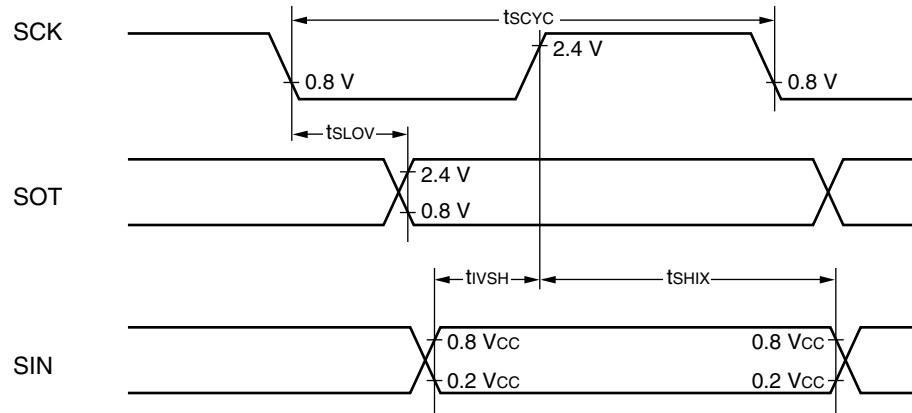 tSCYC
SCK
2.4 V
0.8 V
0.8 V
tSLOV
SOT
2.4 V
0.8 V
tIVSH
tSHIX
SIN
0.8 VCC
0.8 VCC
0.2 VCC
0.2 VCC